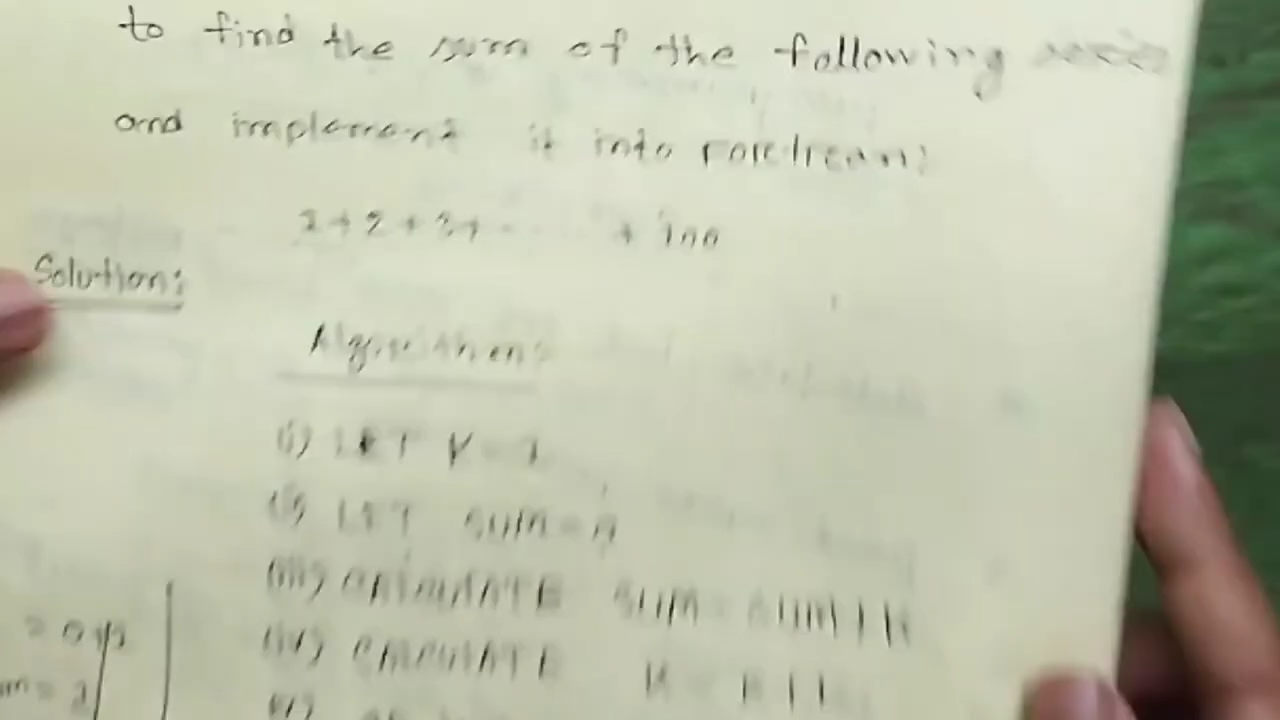 to find the sum of the following series
and implement it into Fortran:
1+2+3+ ..... + 100
Solution:
Algorithm:
(i) LET K = 1
(ii) LET SUM = 0
(iii) CALCULATE SUM = SUM + K
(iv) CALCULATE K = K + 1
(v)